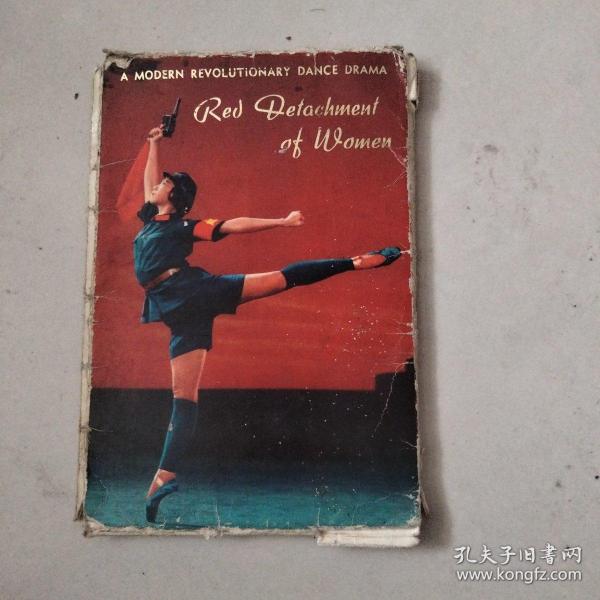 A MODERN REVOLUTIONARY DANCE DRAMA
Red Detachment
of Women
孔夫子旧书网
www.kongfz.com